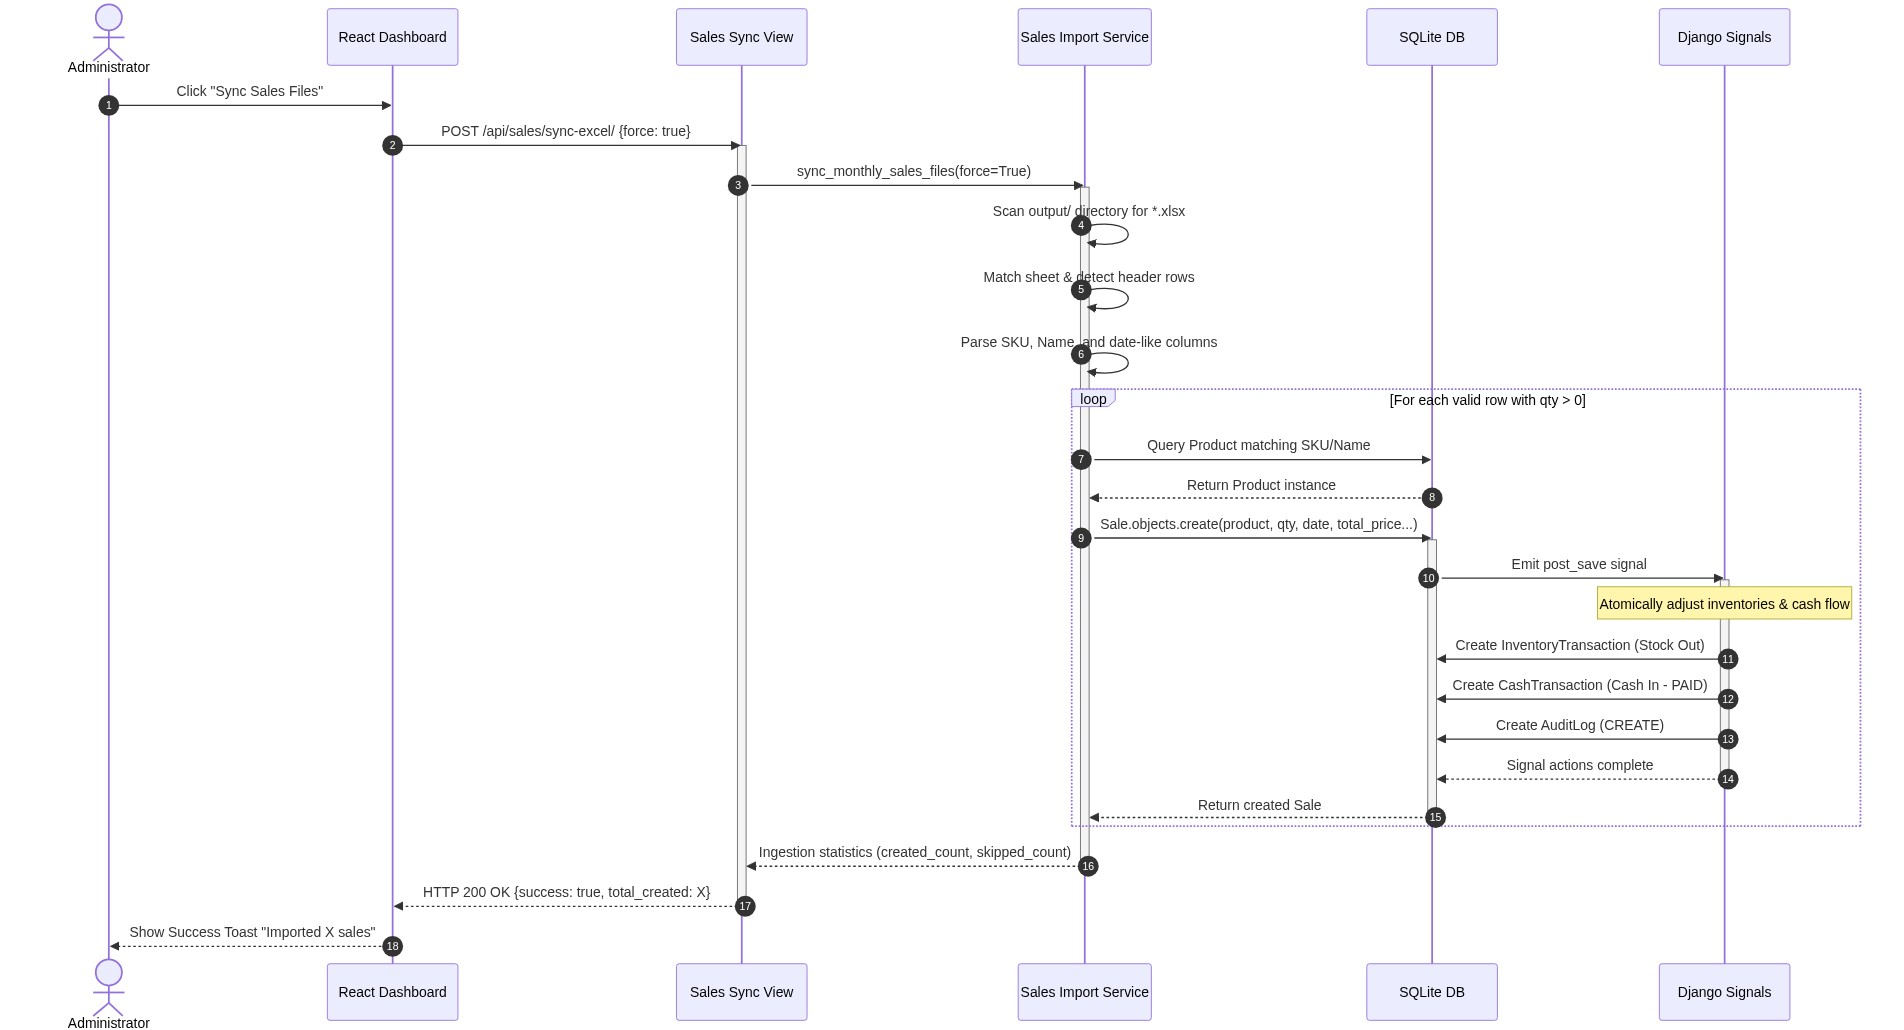 Administrator
React Dashboard
Sales Sync View
Sales Import Service
SQLite DB
Django Signals
Click "Sync Sales Files"
1
POST /api/sales/sync-excel/ {force: true}
2
sync_monthly_sales_files(force=True)
3
Scan output/ directory for *.xlsx
4
Match sheet & detect header rows
5
Parse SKU, Name, and date-like columns
6
loop
[For each valid row with qty > 0]
Query Product matching SKU/Name
7
Return Product instance
8
Sale.objects.create(product, qty, date, total_price...)
9
Emit post_save signal
10
Atomically adjust inventories & cash flow
Create InventoryTransaction (Stock Out)
11
Create CashTransaction (Cash In - PAID)
12
Create AuditLog (CREATE)
13
Signal actions complete
14
Return created Sale
15
Ingestion statistics (created_count, skipped_count)
16
HTTP 200 OK {success: true, total_created: X}
17
Show Success Toast "Imported X sales"
18
Administrator
React Dashboard
Sales Sync View
Sales Import Service
SQLite DB
Django Signals